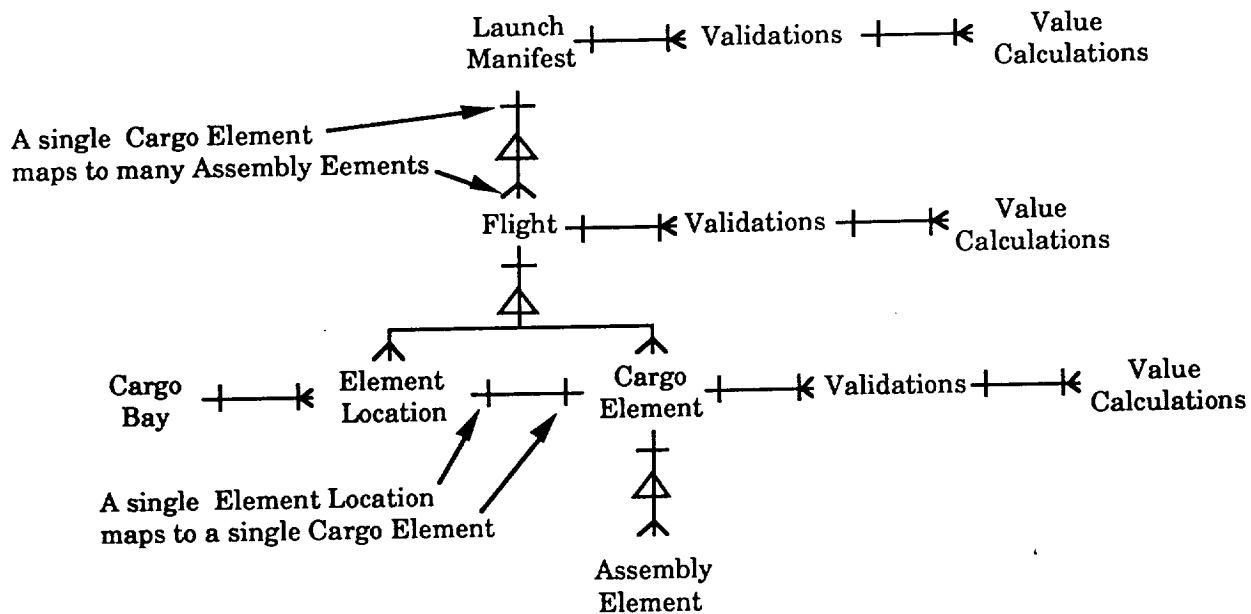 Launch
Manifest
Validations
Value
Calculations
A single Cargo Element
maps to many Assembly Eements
Flight
Validations
Value
Calculations
Cargo
Bay
Element
Location
Cargo
Element
Validations
Value
Calculations
A single Element Location
maps to a single Cargo Element
Assembly
Element